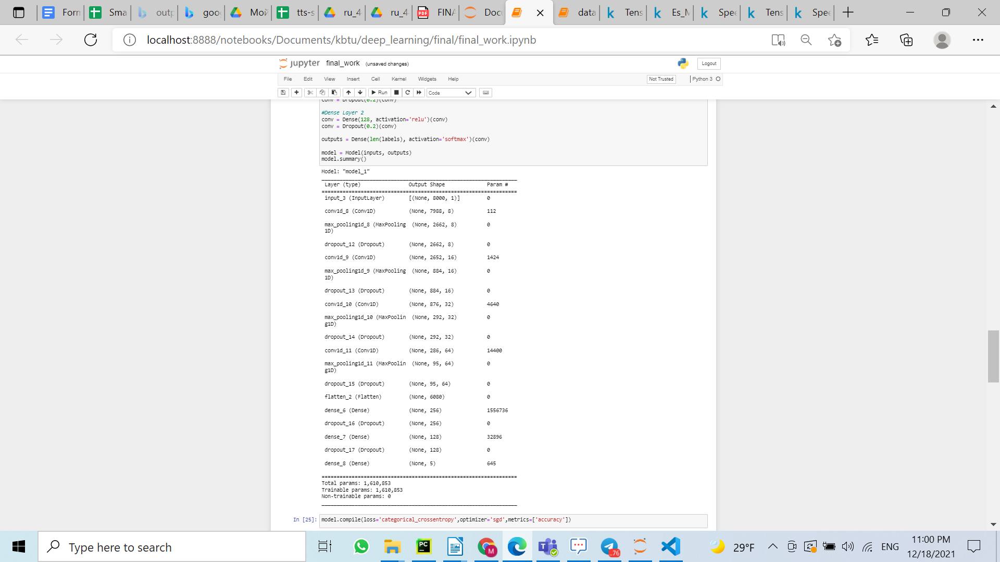 Forn
Sma
outp
goo
Мой
tts-s
ru_4
ru_4
FINA
Docu
data
Tens
Es_M
Spee
Tens
Spee
localhost:8888/notebooks/Documents/kbtu/deep_learning/final/final_work.ipynb
jupyter final_work (unsaved changes)
Logout
File Edit View Insert Cell Kernel Widgets Help
Not Trusted
Python 3
Run
Code
conv = Dropout(0.2)(conv)
#Dense Layer 2
conv = Dense(128, activation='relu')(conv)
conv = Dropout(0.2)(conv)
outputs = Dense(len(labels), activation='softmax')(conv)
model = Model(inputs, outputs)
model.summary()
Model: "model_1"
Layer (type) Output Shape Param #
=================================================================
input_3 (InputLayer) [(None, 8000, 1)] 0
conv1d_8 (Conv1D) (None, 7988, 8) 112
max_pooling1d_8 (MaxPooling (None, 2662, 8) 0
1D)
dropout_12 (Dropout) (None, 2662, 8) 0
conv1d_9 (Conv1D) (None, 2652, 16) 1424
max_pooling1d_9 (MaxPooling (None, 884, 16) 0
1D)
dropout_13 (Dropout) (None, 884, 16) 0
conv1d_10 (Conv1D) (None, 876, 32) 4640
max_pooling1d_10 (MaxPoolin (None, 292, 32) 0
g1D)
dropout_14 (Dropout) (None, 292, 32) 0
conv1d_11 (Conv1D) (None, 286, 64) 14400
max_pooling1d_11 (MaxPoolin (None, 95, 64) 0
g1D)
dropout_15 (Dropout) (None, 95, 64) 0
flatten_2 (Flatten) (None, 6080) 0
dense_6 (Dense) (None, 256) 1556736
dropout_16 (Dropout) (None, 256) 0
dense_7 (Dense) (None, 128) 32896
dropout_17 (Dropout) (None, 128) 0
dense_8 (Dense) (None, 5) 645
=================================================================
Total params: 1,610,853
Trainable params: 1,610,853
Non-trainable params: 0
In [25]: model.compile(loss='categorical_crossentropy',optimizer='sgd',metrics=['accuracy'])
Type here to search
29°F
ENG
11:00 PM
12/18/2021